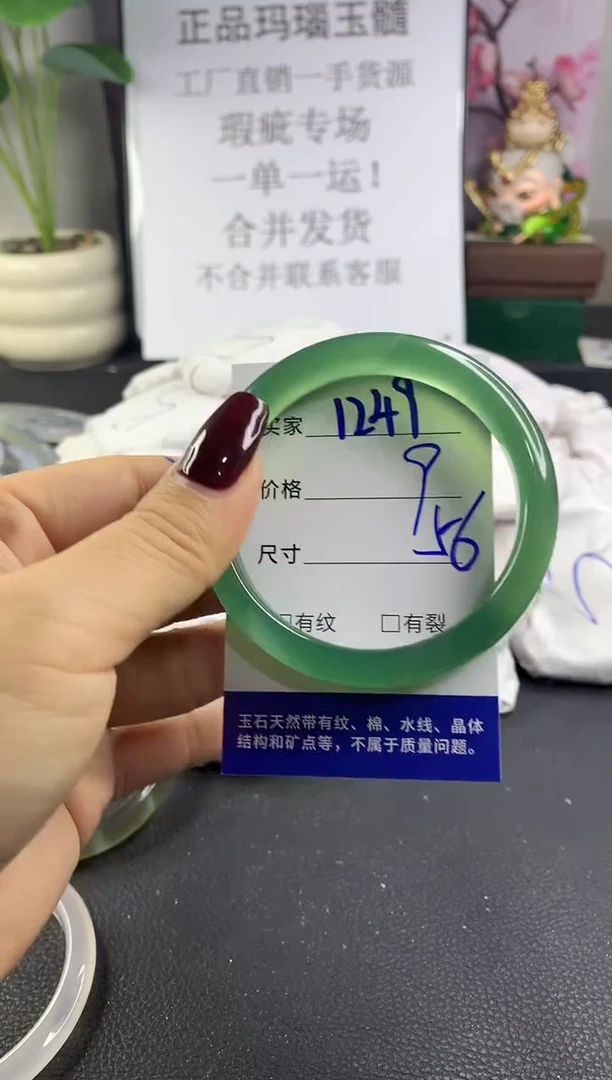 正品玛瑙玉髓
工厂直销一手货源
瑕疵专场
一单一运！
合并发货
不合并联系客服
买家 1249
价格 9
尺寸 56
□有纹 □有裂
玉石天然带有纹、棉、水线、晶体
结构和矿点等，不属于质量问题。